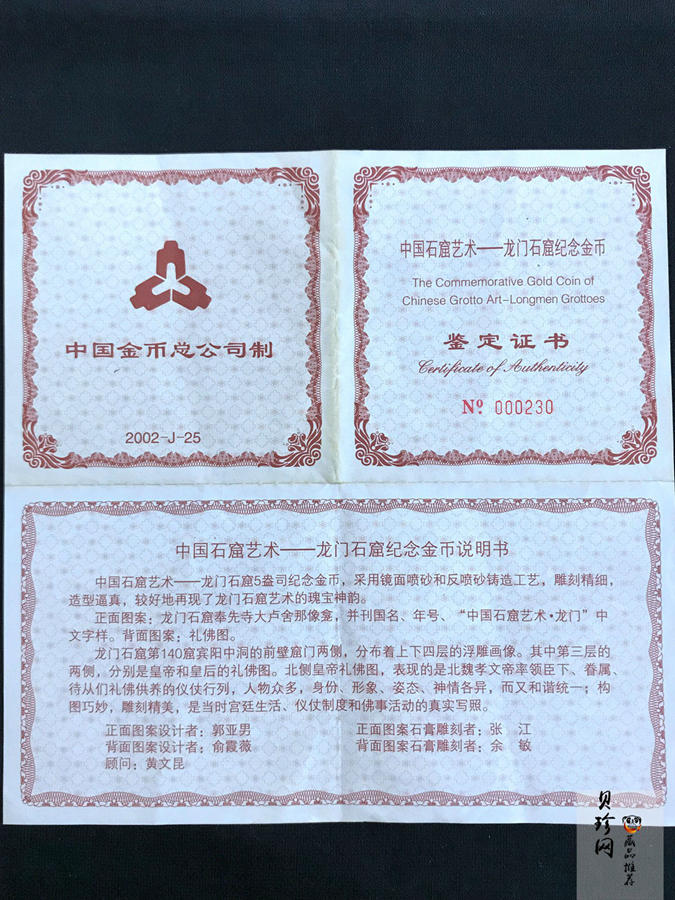 中国金币总公司制
2002-J-25
中国石窟艺术——龙门石窟纪念金币
The Commemorative Gold Coin of
Chinese Grotto Art-Longmen Grottoes
鉴定证书
Certificate of Authenticity
№ 000230
中国石窟艺术——龙门石窟纪念金币说明书
中国石窟艺术——龙门石窟5盎司纪念金币，采用镜面喷砂和反喷砂铸造工艺，雕刻精细，
造型逼真，较好地再现了龙门石窟艺术的瑰宝神韵。
正面图案：龙门石窟奉先寺大卢舍那像龛，并刊国名、年号、“中国石窟艺术·龙门”中
文字样。背面图案：礼佛图。
龙门石窟第140窟宾阳中洞的前壁窟门两侧，分布着上下四层的浮雕画像。其中第三层的
两侧，分别是皇帝和皇后的礼佛图。北侧皇帝礼佛图，表现的是北魏孝文帝率领臣下、眷属、
待从们礼佛供养的仪仗行列，人物众多，身份、形象、姿态、神情各异，而又和谐统一；构
图巧妙，雕刻精美，是当时宫廷生活、仪仗制度和佛事活动的真实写照。
正面图案设计者：郭亚男 正面图案石膏雕刻者：张 江
背面图案设计者：俞霞薇 背面图案石膏雕刻者：余 敏
顾问：黄文昆
贝珍网
藏品推荐